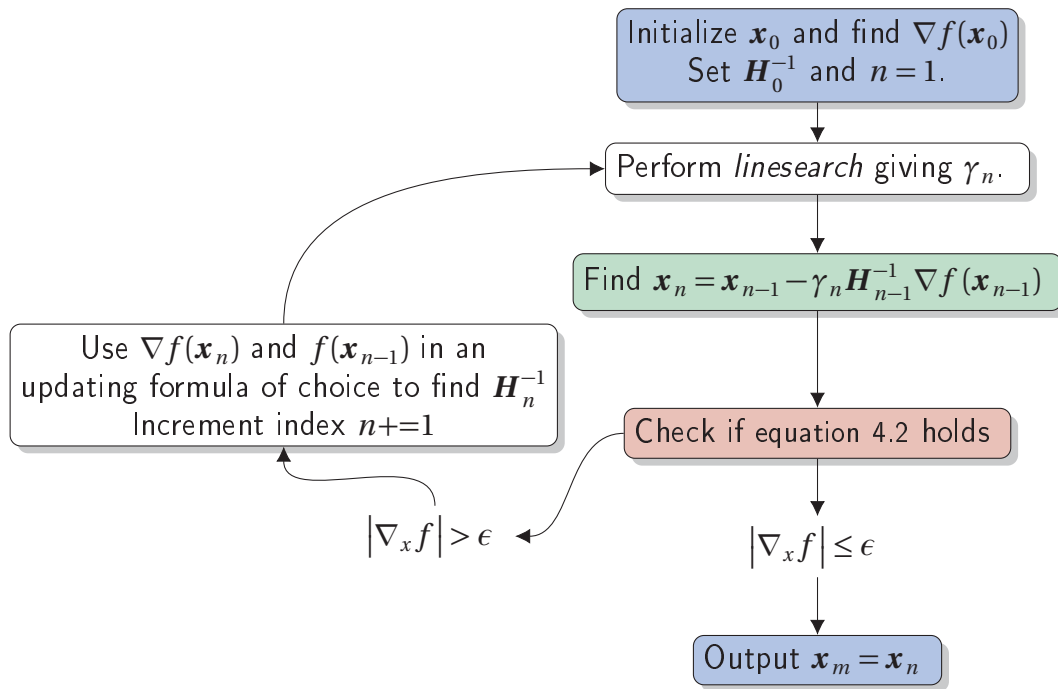 Initialize 𝒙₀ and find ∇f(𝒙₀)
Set 𝑯₀⁻¹ and n = 1.
Perform linesearch giving γₙ.
Find 𝒙ₙ = 𝒙ₙ₋₁ − γₙ𝑯ₙ₋₁⁻¹∇f(𝒙ₙ₋₁)
Use ∇f(𝒙ₙ) and f(𝒙ₙ₋₁) in an
updating formula of choice to find 𝑯ₙ⁻¹
Increment index n+=1
Check if equation 4.2 holds
|∇ₓf| > ϵ
|∇ₓf| ≤ ϵ
Output 𝒙ₘ = 𝒙ₙ